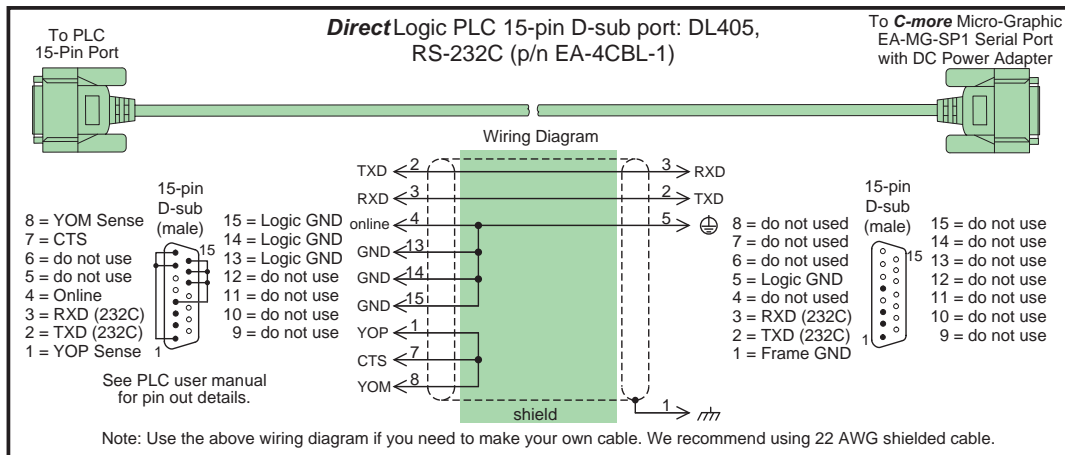 DirectLogic PLC 15-pin D-sub port: DL405,
RS-232C (p/n EA-4CBL-1)
To PLC
15-Pin Port
To C-more Micro-Graphic
EA-MG-SP1 Serial Port
with DC Power Adapter
Wiring Diagram
TXD 2 3 RXD
RXD 3 2 TXD
online 4 5
GND 13
GND 14
GND 15
YOP 1
CTS 7
YOM 8
1
shield
15-pin
D-sub
(male)
8 = YOM Sense
7 = CTS
6 = do not use
5 = do not use
4 = Online
3 = RXD (232C)
2 = TXD (232C)
1 = YOP Sense
15
1
15 = Logic GND
14 = Logic GND
13 = Logic GND
12 = do not use
11 = do not use
10 = do not use
9 = do not use
See PLC user manual
for pin out details.
15-pin
D-sub
(male)
8 = do not used
7 = do not used
6 = do not used
5 = Logic GND
4 = do not used
3 = RXD (232C)
2 = TXD (232C)
1 = Frame GND
15
1
15 = do not use
14 = do not use
13 = do not use
12 = do not use
11 = do not use
10 = do not use
9 = do not use
Note: Use the above wiring diagram if you need to make your own cable. We recommend using 22 AWG shielded cable.